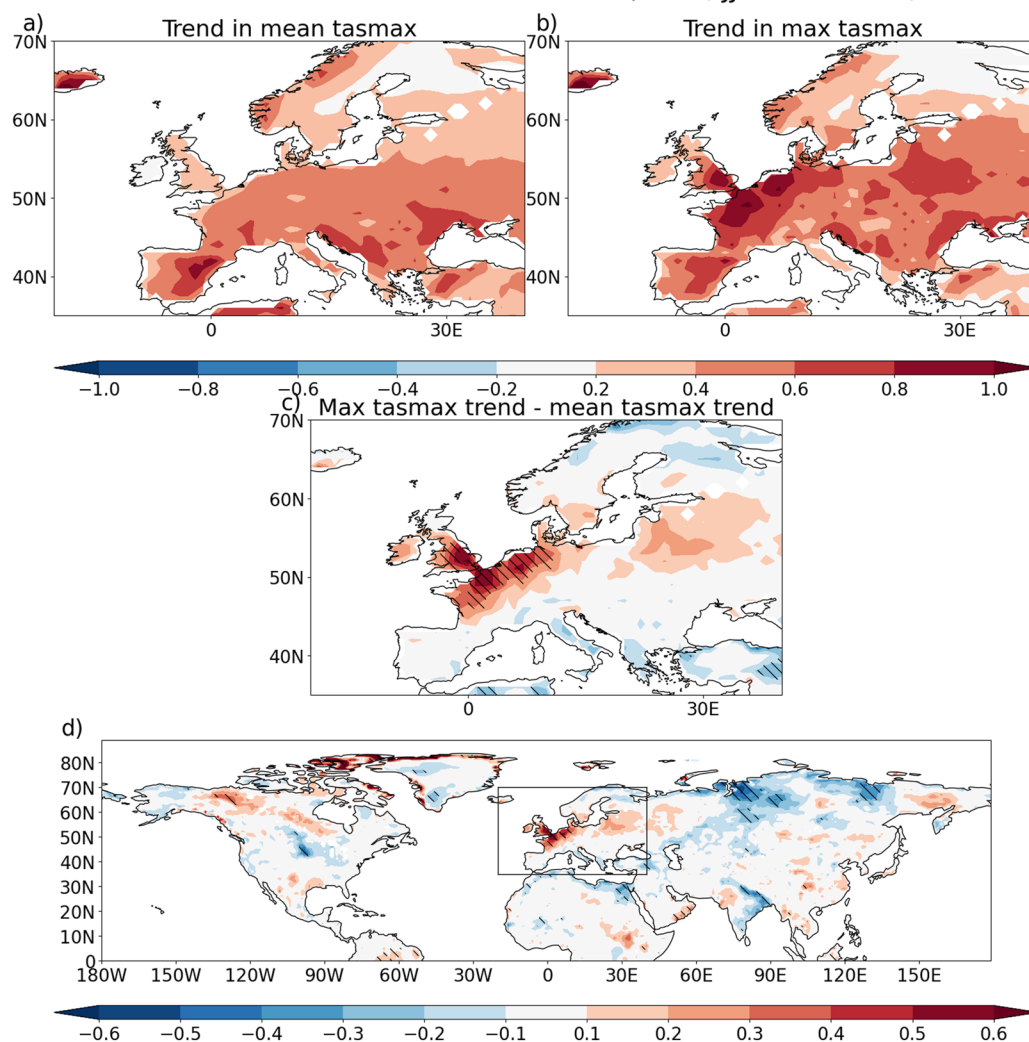 a) Trend in mean tasmax
b) Trend in max tasmax
70N
60N
50N
40N
0 30E
70N
60N
50N
40N
0 30E
−1.0 −0.8 −0.6 −0.4 −0.2 0.2 0.4 0.6 0.8 1.0
c) Max tasmax trend - mean tasmax trend
70N
60N
50N
40N
0 30E
d)
80N
70N
60N
50N
40N
30N
20N
10N
0
180W 150W 120W 90W 60W 30W 0 30E 60E 90E 120E 150E
−0.6 −0.5 −0.4 −0.3 −0.2 −0.1 0.1 0.2 0.3 0.4 0.5 0.6